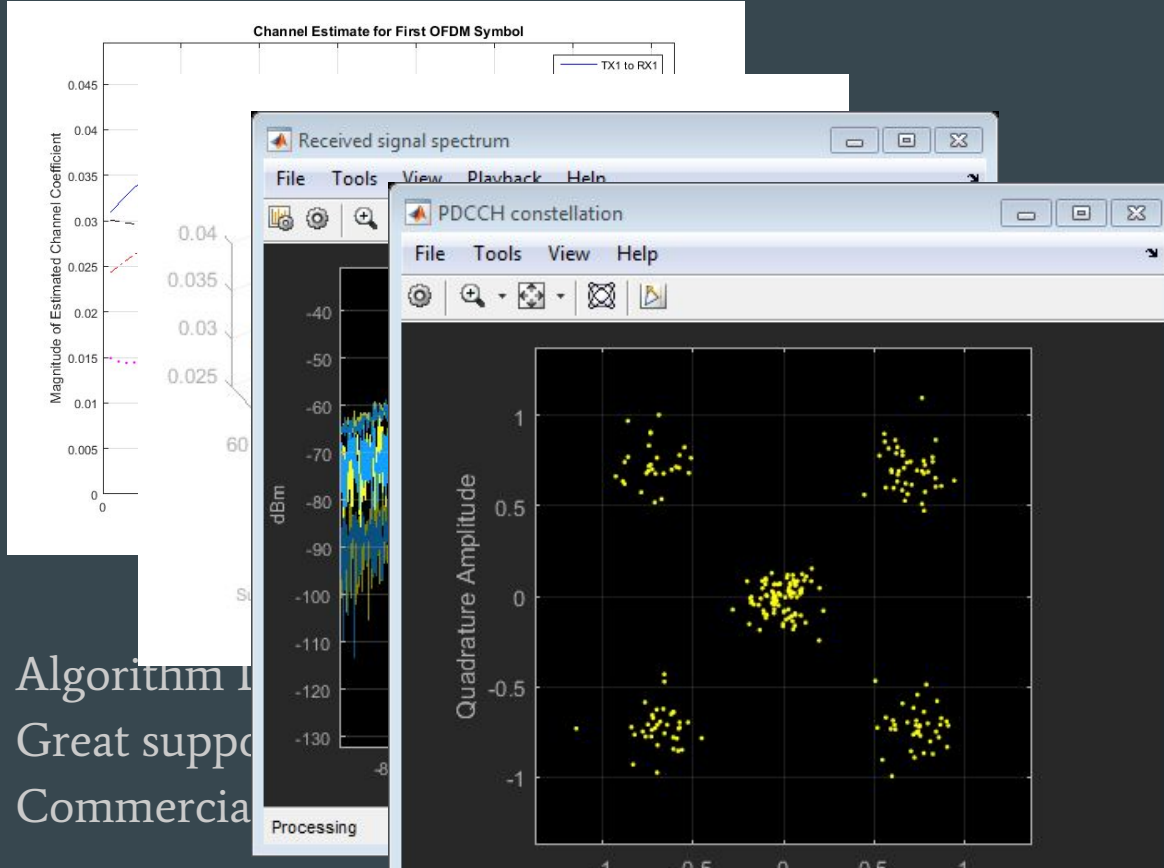 Channel Estimate for First OFDM Symbol
TX1 to RX1
Magnitude of Estimated Channel Coefficient
0.045
0.04
0.035
0.03
0.025
0.02
0.015
0.01
0.005
0
0
0.04
0.035
0.03
0.025
60
Received signal spectrum
File Tools View Playback Help
dBm
-40
-50
-60
-70
-80
-90
-100
-110
-120
-130
Processing
PDCCH constellation
File Tools View Help
Quadrature Amplitude
1
0.5
0
-0.5
-1
-1 -0.5 0 0.5 1
Algorithm
Great